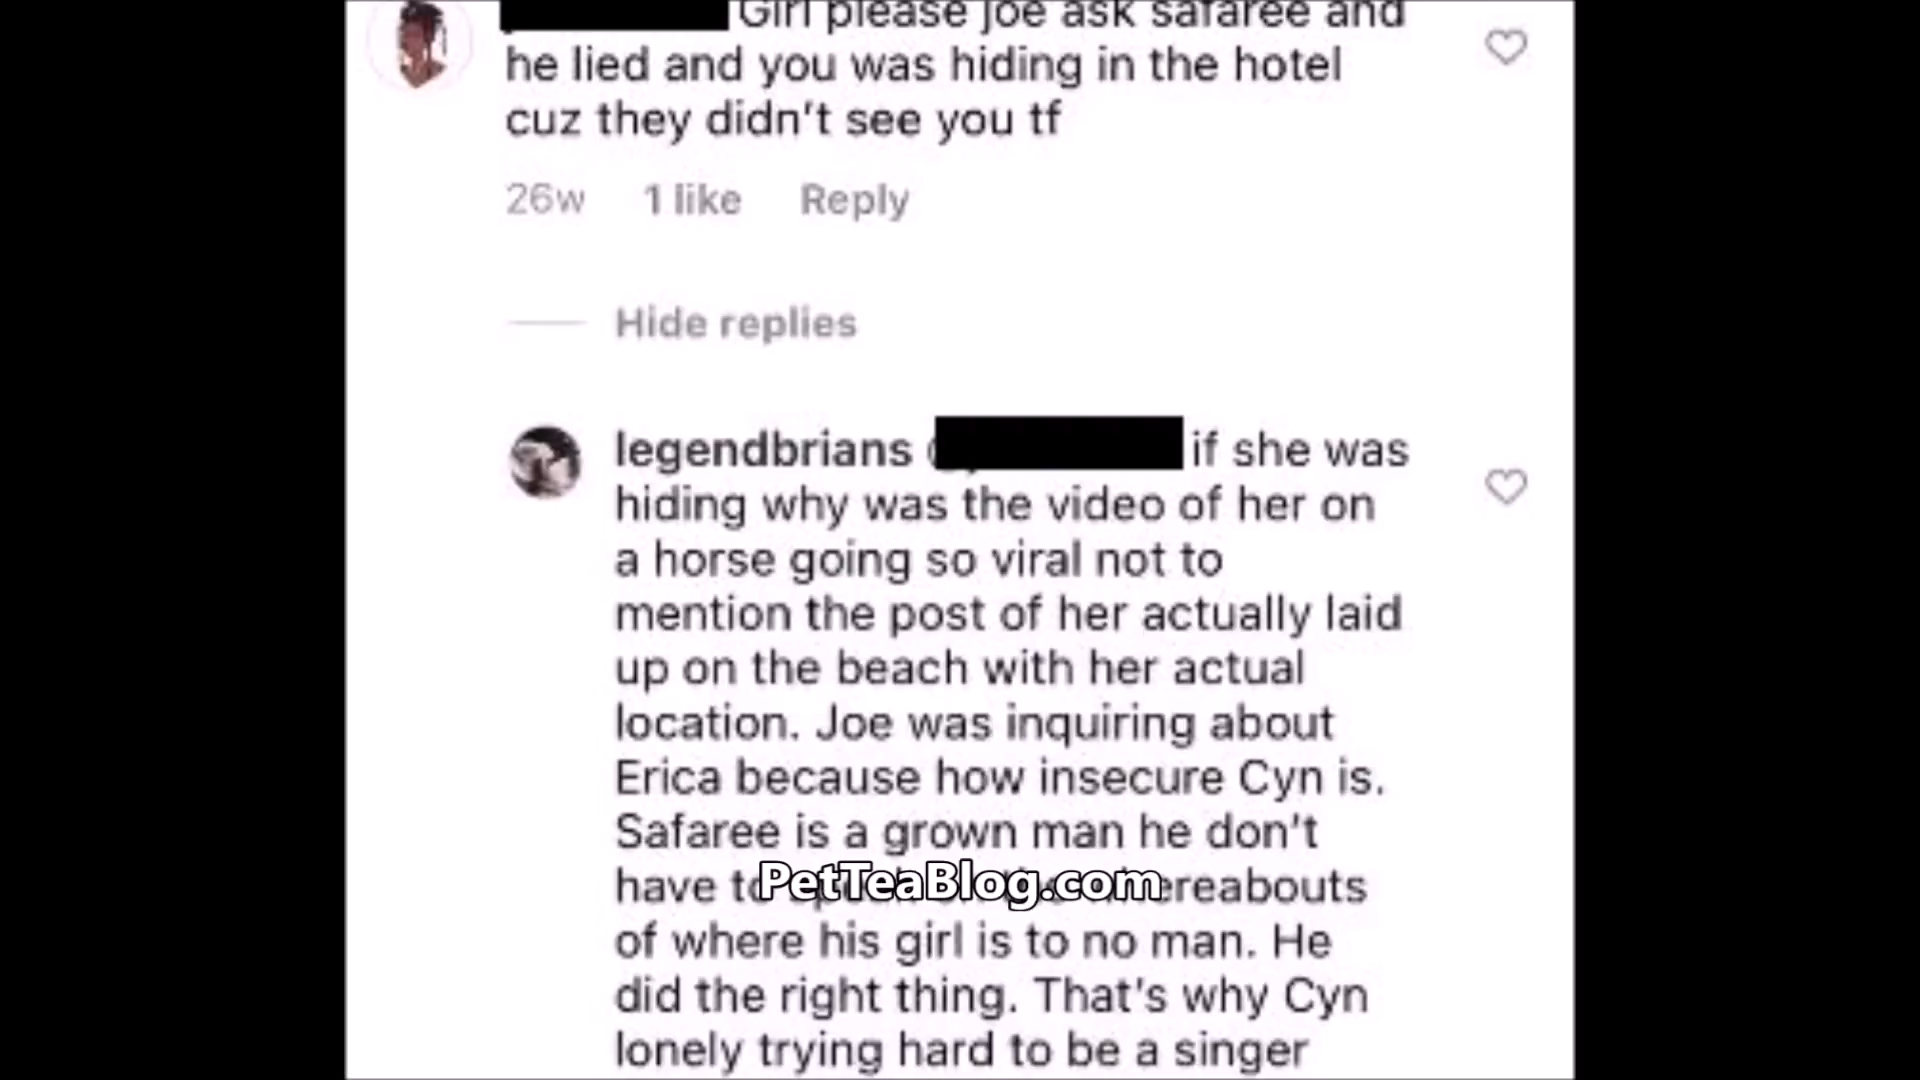 Girl please joe ask safaree and
he lied and you was hiding in the hotel
cuz they didn't see you tf
26w 1 like Reply
Hide replies
legendbrians if she was
hiding why was the video of her on
a horse going so viral not to
mention the post of her actually laid
up on the beach with her actual
location. Joe was inquiring about
Erica because how insecure Cyn is.
Safaree is a grown man he don't
have to
PetTeaBlog.com
of where his girl is to no man. He
did the right thing. That's why Cyn
lonely trying hard to be a singer